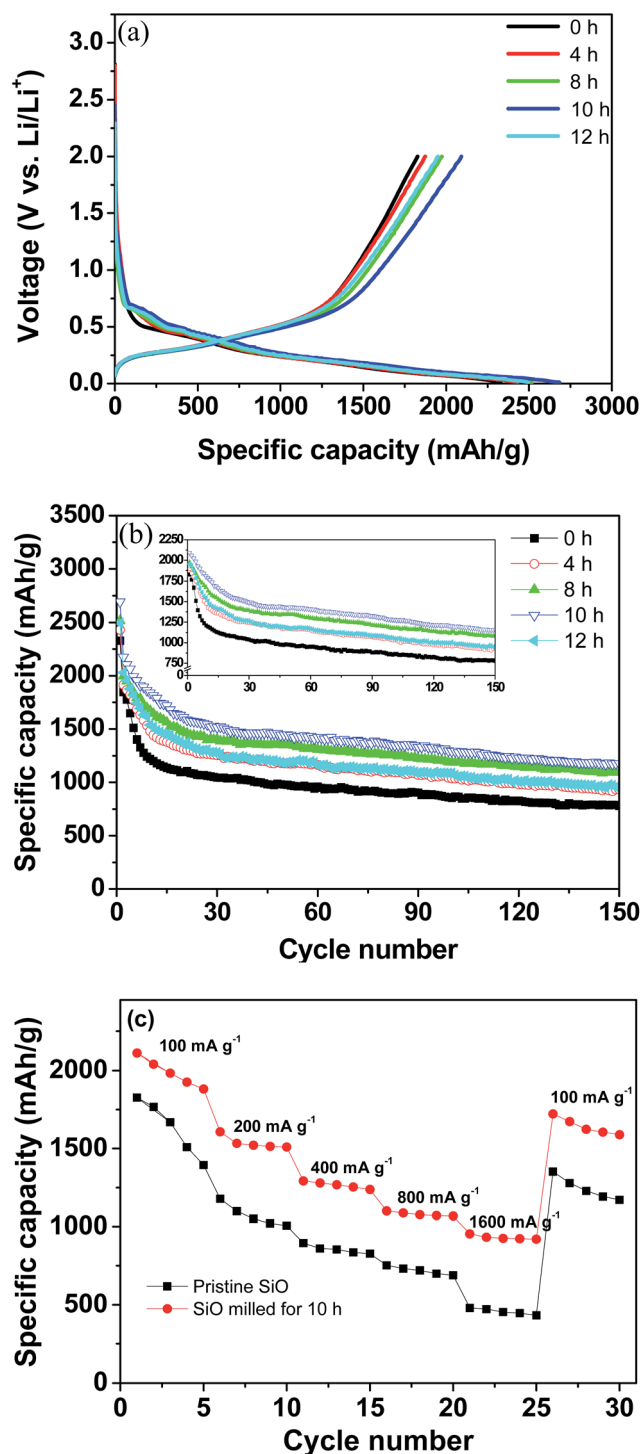 (a)
0 h
4 h
8 h
10 h
12 h
3.0
2.5
2.0
1.5
1.0
0.5
0.0
Voltage (V vs. Li/Li⁺)
0 500 1000 1500 2000 2500 3000
Specific capacity (mAh/g)
(b)
0 h
4 h
8 h
10 h
12 h
3500
3000
2500
2000
1500
1000
500
0
Specific capacity (mAh/g)
2250
2000
1750
1500
1250
1000
750
0
0 30 60 90 120 150
0 30 60 90 120 150
Cycle number
(c)
100 mA g⁻¹
200 mA g⁻¹
400 mA g⁻¹
800 mA g⁻¹
1600 mA g⁻¹
100 mA g⁻¹
Pristine SiO
SiO milled for 10 h
2000
1500
1000
500
0
Specific capacity (mAh/g)
0 5 10 15 20 25 30
Cycle number